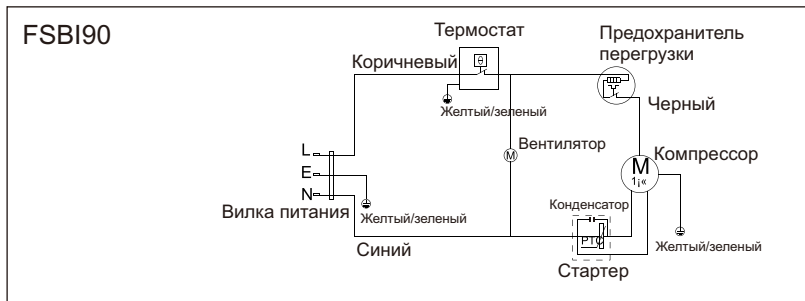 FSBI90
Термостат
Предохранитель
перегрузки
Коричневый
θ
Желтый/зеленый
Черный
Вентилятор
M
Компрессор
M
1¡«
L
E
N
Вилка питания
Желтый/зеленый
Конденсатор
PTC
Желтый/зеленый
Синий
Стартер